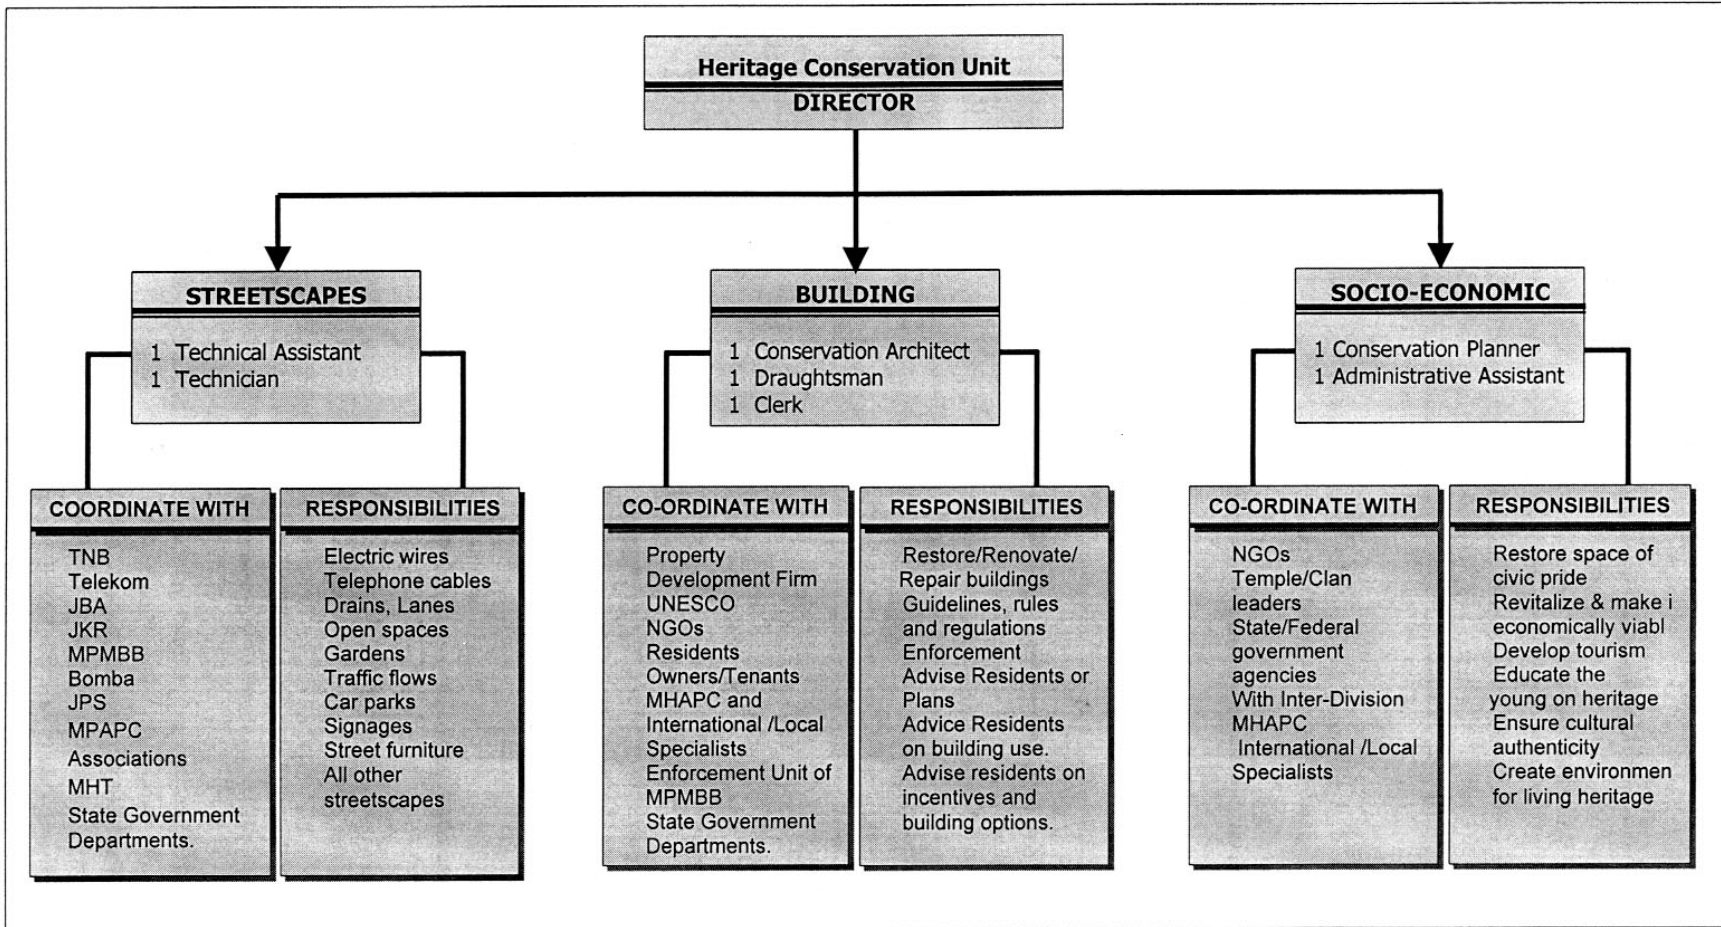 Heritage Conservation Unit
DIRECTOR
STREETSCAPES
1 Technical Assistant
1 Technician
BUILDING
1 Conservation Architect
1 Draughtsman
1 Clerk
SOCIO-ECONOMIC
1 Conservation Planner
1 Administrative Assistant
COORDINATE WITH
TNB
Telekom
JBA
JKR
MPMBB
Bomba
JPS
MPAPC
Associations
MHT
State Government
Departments.
RESPONSIBILITIES
Electric wires
Telephone cables
Drains, Lanes
Open spaces
Gardens
Traffic flows
Car parks
Signages
Street furniture
All other
streetscapes
CO-ORDINATE WITH
Property
Development Firm
UNESCO
NGOs
Residents
Owners/Tenants
MHAPC and
International /Local
Specialists
Enforcement Unit of
MPMBB
State Government
Departments.
RESPONSIBILITIES
Restore/Renovate/
Repair buildings
Guidelines, rules
and regulations
Enforcement
Advise Residents or
Plans
Advice Residents
on building use.
Advise residents on
incentives and
building options.
CO-ORDINATE WITH
NGOs
Temple/Clan
leaders
State/Federal
government
agencies
With Inter-Division
MHAPC
International /Local
Specialists
RESPONSIBILITIES
Restore space of
civic pride
Revitalize & make i
economically viabl
Develop tourism
Educate the
young on heritage
Ensure cultural
authenticity
Create environmen
for living heritage